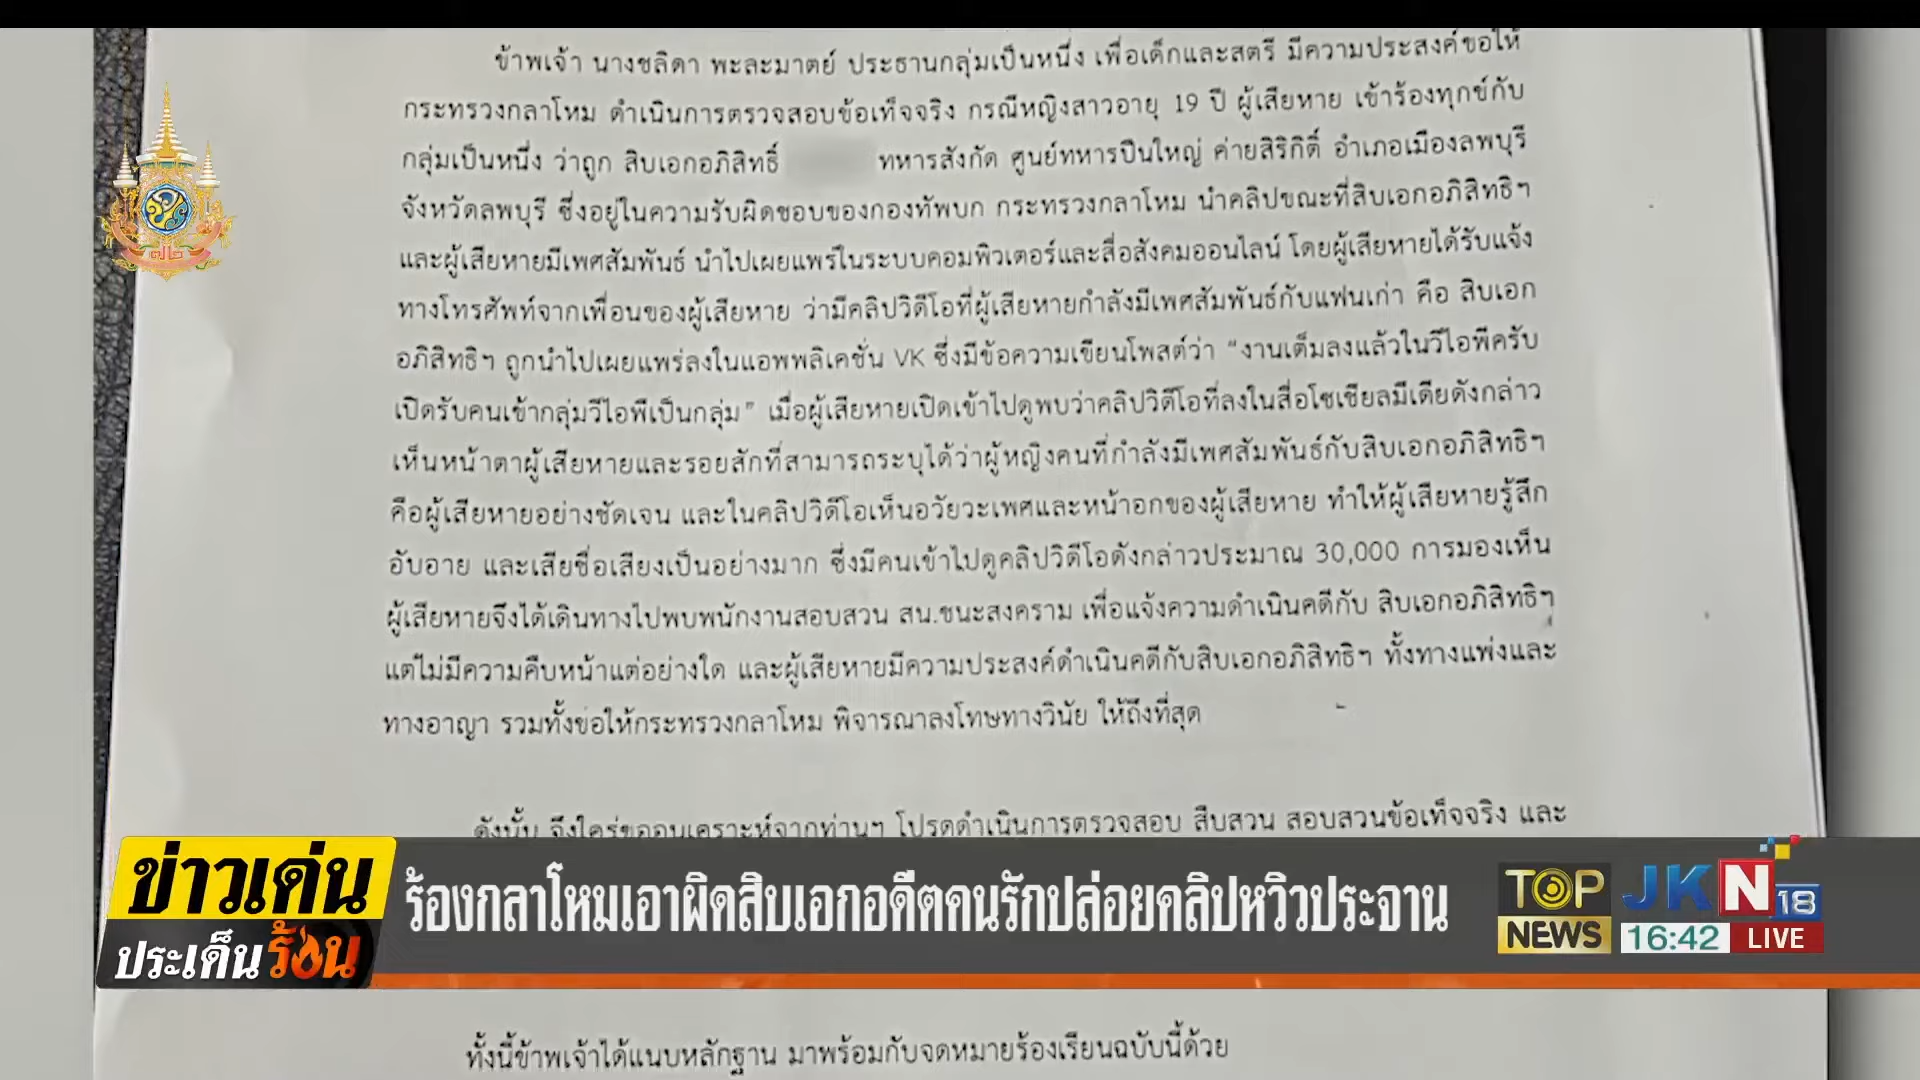 ข้าพเจ้า นางชลิดา พะละมาตย์ ประธานกลุ่มเป็นหนึ่ง เพื่อเด็กและสตรี มีความประสงค์ขอให้
กระทรวงกลาโหม ดำเนินการตรวจสอบข้อเท็จจริง กรณีหญิงสาวอายุ 19 ปี ผู้เสียหาย เข้าร้องทุกข์กับ
กลุ่มเป็นหนึ่ง ว่าถูก สิบเอกอภิสิทธิ์ ทหารสังกัด ศูนย์ทหารปืนใหญ่ ค่ายสิริกิติ์ อำเภอเมืองลพบุรี
จังหวัดลพบุรี ซึ่งอยู่ในความรับผิดชอบของกองทัพบก กระทรวงกลาโหม นำคลิปขณะที่สิบเอกอภิสิทธิฯ
และผู้เสียหายมีเพศสัมพันธ์ นำไปเผยแพร่ในระบบคอมพิวเตอร์และสื่อสังคมออนไลน์ โดยผู้เสียหายได้รับแจ้ง
ทางโทรศัพท์จากเพื่อนของผู้เสียหาย ว่ามีคลิปวิดีโอที่ผู้เสียหายกำลังมีเพศสัมพันธ์กับแฟนเก่า คือ สิบเอก
อภิสิทธิฯ ถูกนำไปเผยแพร่ลงในแอพพลิเคชั่น VK ซึ่งมีข้อความเขียนโพสต์ว่า "งานเต็มลงแล้วในวีไอพีครับ
เปิดรับคนเข้ากลุ่มวีไอพีเป็นกลุ่ม" เมื่อผู้เสียหายเปิดเข้าไปดูพบว่าคลิปวิดีโอที่ลงในสื่อโซเชียลมีเดียดังกล่าว
เห็นหน้าตาผู้เสียหายและรอยสักที่สามารถระบุได้ว่าผู้หญิงคนที่กำลังมีเพศสัมพันธ์กับสิบเอกอภิสิทธิฯ
คือผู้เสียหายอย่างชัดเจน และในคลิปวิดีโอเห็นอวัยวะเพศและหน้าอกของผู้เสียหาย ทำให้ผู้เสียหายรู้สึก
อับอาย และเสียชื่อเสียงเป็นอย่างมาก ซึ่งมีคนเข้าไปดูคลิปวิดีโอดังกล่าวประมาณ 30,000 การมองเห็น
ผู้เสียหายจึงได้เดินทางไปพบพนักงานสอบสวน สน.ชนะสงคราม เพื่อแจ้งความดำเนินคดีกับ สิบเอกอภิสิทธิฯ
แต่ไม่มีความคืบหน้าแต่อย่างใด และผู้เสียหายมีความประสงค์ดำเนินคดีกับสิบเอกอภิสิทธิฯ ทั้งทางแพ่งและ
ทางอาญา รวมทั้งขอให้กระทรวงกลาโหม พิจารณาลงโทษทางวินัย ให้ถึงที่สุด
ดังนั้น จึงใคร่ขออนุเคราะห์จากท่านฯ โปรดดำเนินการตรวจสอบ สืบสวน สอบสวนข้อเท็จจริง และ
ข่าวเด่น
ประเด็นร้อน
ร้องกลาโหมเอาผิดสิบเอกอดีตคนรักปล่อยคลิปหวิวประจาน
TOP NEWS
JKN 18
16:42 LIVE
ทั้งนี้ข้าพเจ้าได้แนบหลักฐาน มาพร้อมกับจดหมายร้องเรียนฉบับนี้ด้วย
๗๒